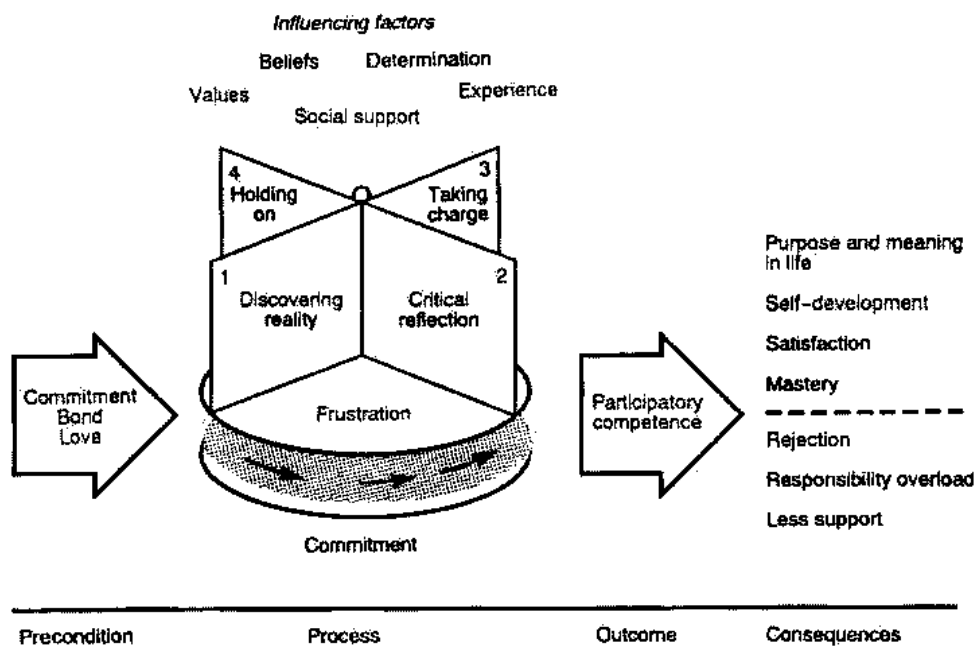 Influencing factors
Beliefs Determination
Values Experience
Social support
4
Holding
on
3
Taking
charge
1
Discovering
reality
2
Critical
reflection
Frustration
Commitment
Commitment
Bond
Love
Participatory
competence
Purpose and meaning
in life
Self-development
Satisfaction
Mastery
Rejection
Responsibility overload
Less support
Precondition Process Outcome Consequences